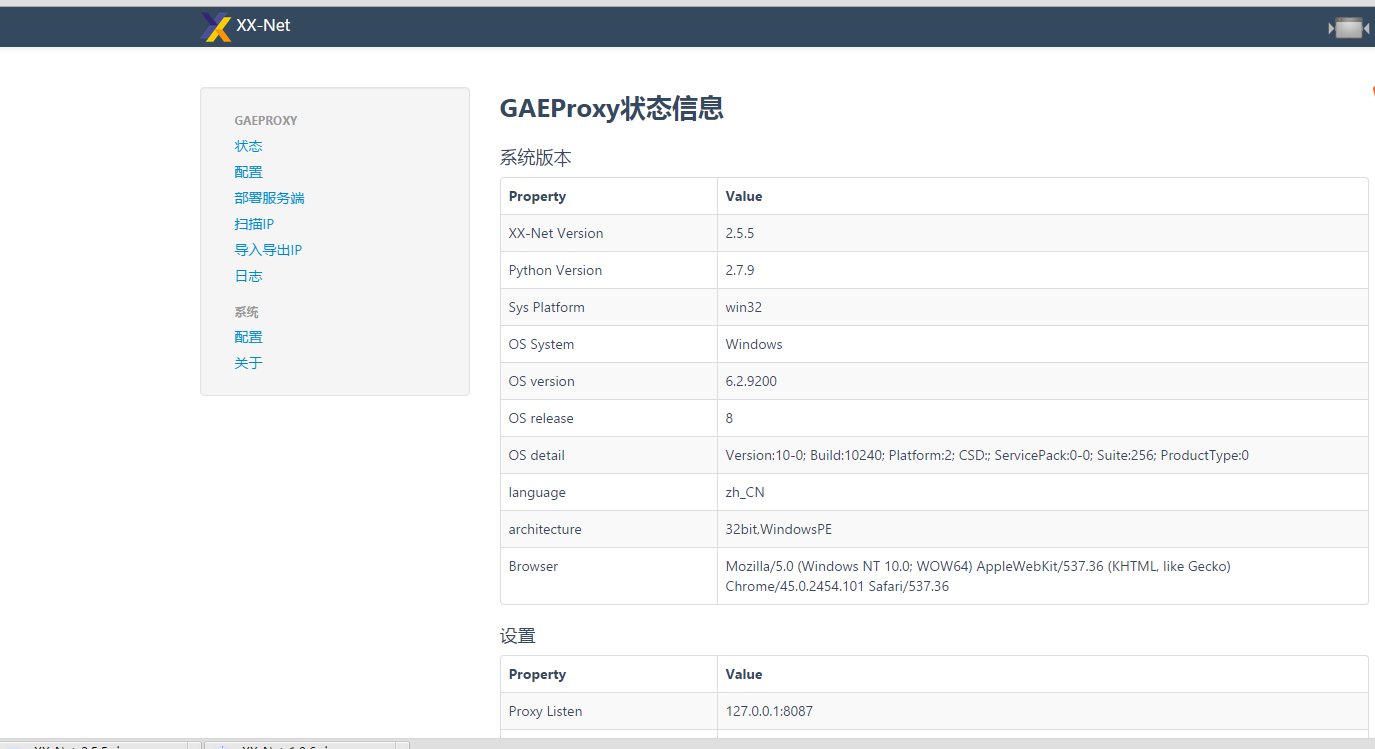 XX-Net
GAEPROXY
状态
配置
部署服务端
扫描IP
导入导出IP
日志
系统
配置
关于
GAEProxy状态信息
系统版本
Property Value
XX-Net Version 2.5.5
Python Version 2.7.9
Sys Platform win32
OS System Windows
OS version 6.2.9200
OS release 8
OS detail Version:10-0; Build:10240; Platform:2; CSD:; ServicePack:0-0; Suite:256; ProductType:0
language zh_CN
architecture 32bit,WindowsPE
Browser Mozilla/5.0 (Windows NT 10.0; WOW64) AppleWebKit/537.36 (KHTML, like Gecko)
Chrome/45.0.2454.101 Safari/537.36
设置
Property Value
Proxy Listen 127.0.0.1:8087